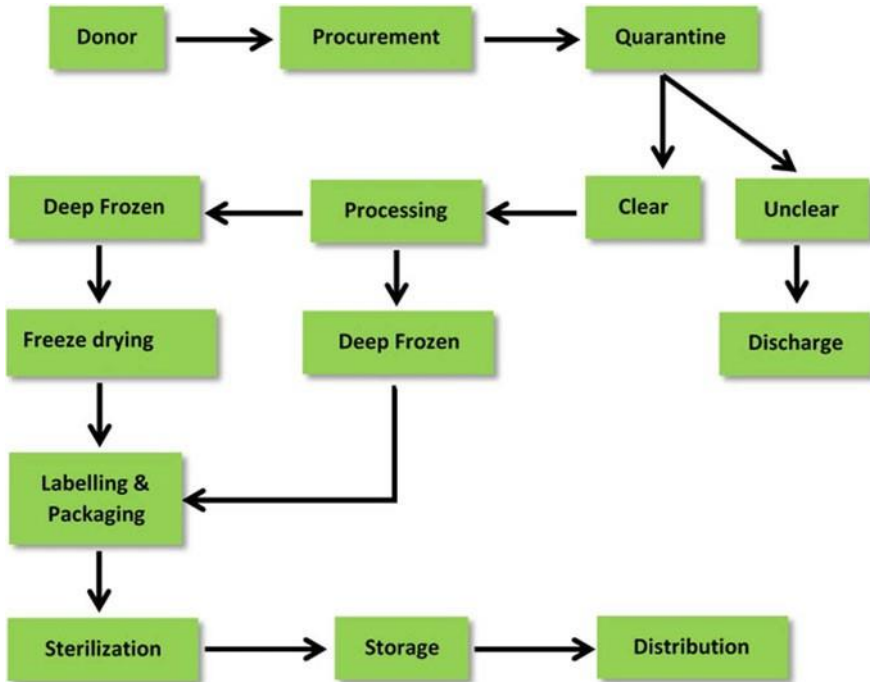 Donor
Procurement
Quarantine
Deep Frozen
Processing
Clear
Unclear
Freeze drying
Deep Frozen
Discharge
Labelling &
Packaging
Sterilization
Storage
Distribution